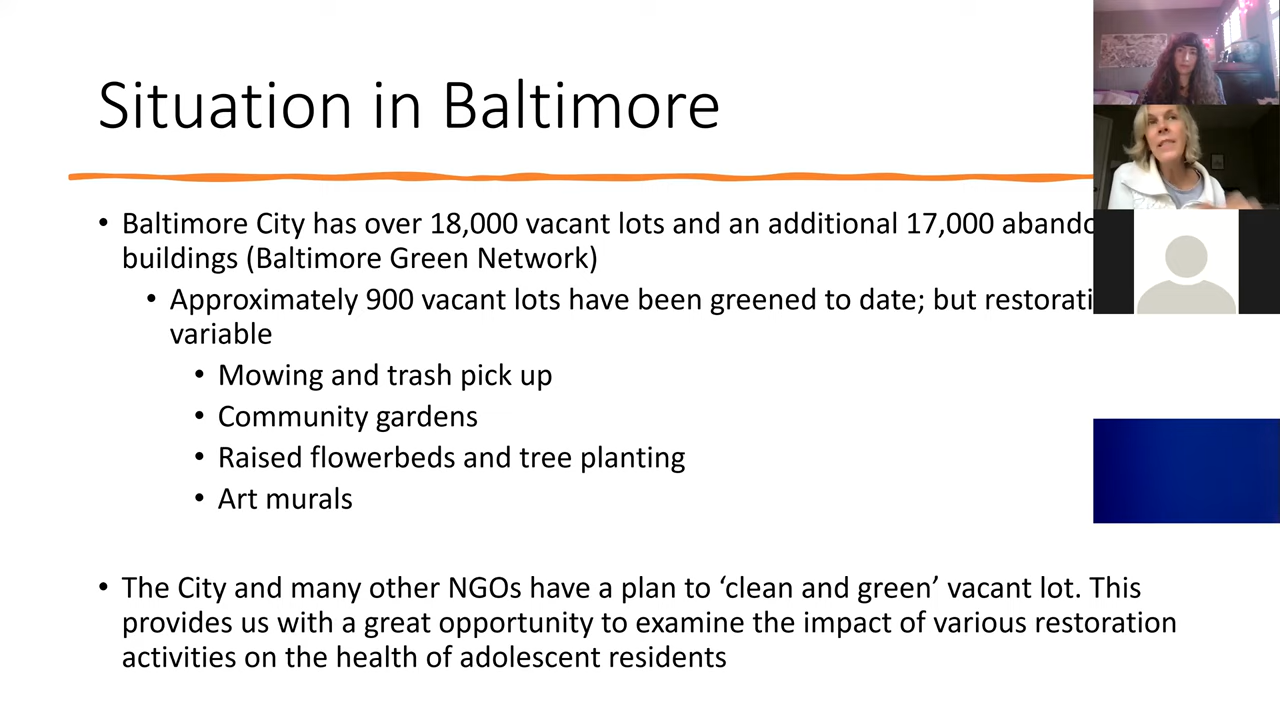 Situation in Baltimore
• Baltimore City has over 18,000 vacant lots and an additional 17,000
buildings (Baltimore Green Network)
• Approximately 900 vacant lots have been greened to date; but
variable
• Mowing and trash pick up
• Community gardens
• Raised flowerbeds and tree planting
• Art murals
• The City and many other NGOs have a plan to ‘clean and green’ vacant lot. This
provides us with a great opportunity to examine the impact of various restoration
activities on the health of adolescent residents